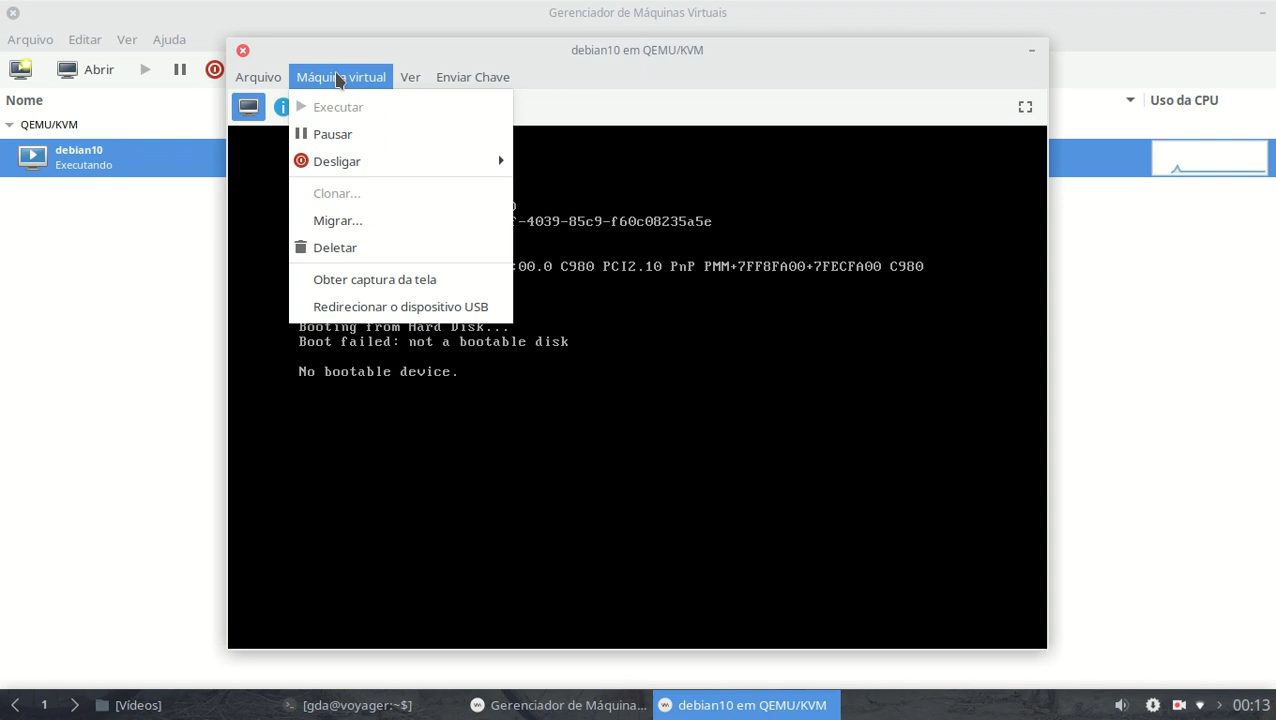 Gerenciador de Máquinas Virtuais
Arquivo Editar Ver Ajuda
Abrir
Nome
Uso da CPU
QEMU/KVM
debian10
Executando
debian10 em QEMU/KVM
Arquivo Máquina virtual Ver Enviar Chave
Executar
Pausar
Desligar
Clonar...
Migrar...
Deletar
Obter captura da tela
Redirecionar o dispositivo USB
-4039-85c9-f60c08235a5e
:00.0 C980 PCI2.10 PnP PMM+7FF8FA00+7FECFA00 C980
Booting from Hard Disk...
Boot failed: not a bootable disk
No bootable device.
1 [Vídeos] [gda@voyager:~$] Gerenciador de Máquina... debian10 em QEMU/KVM 00:13